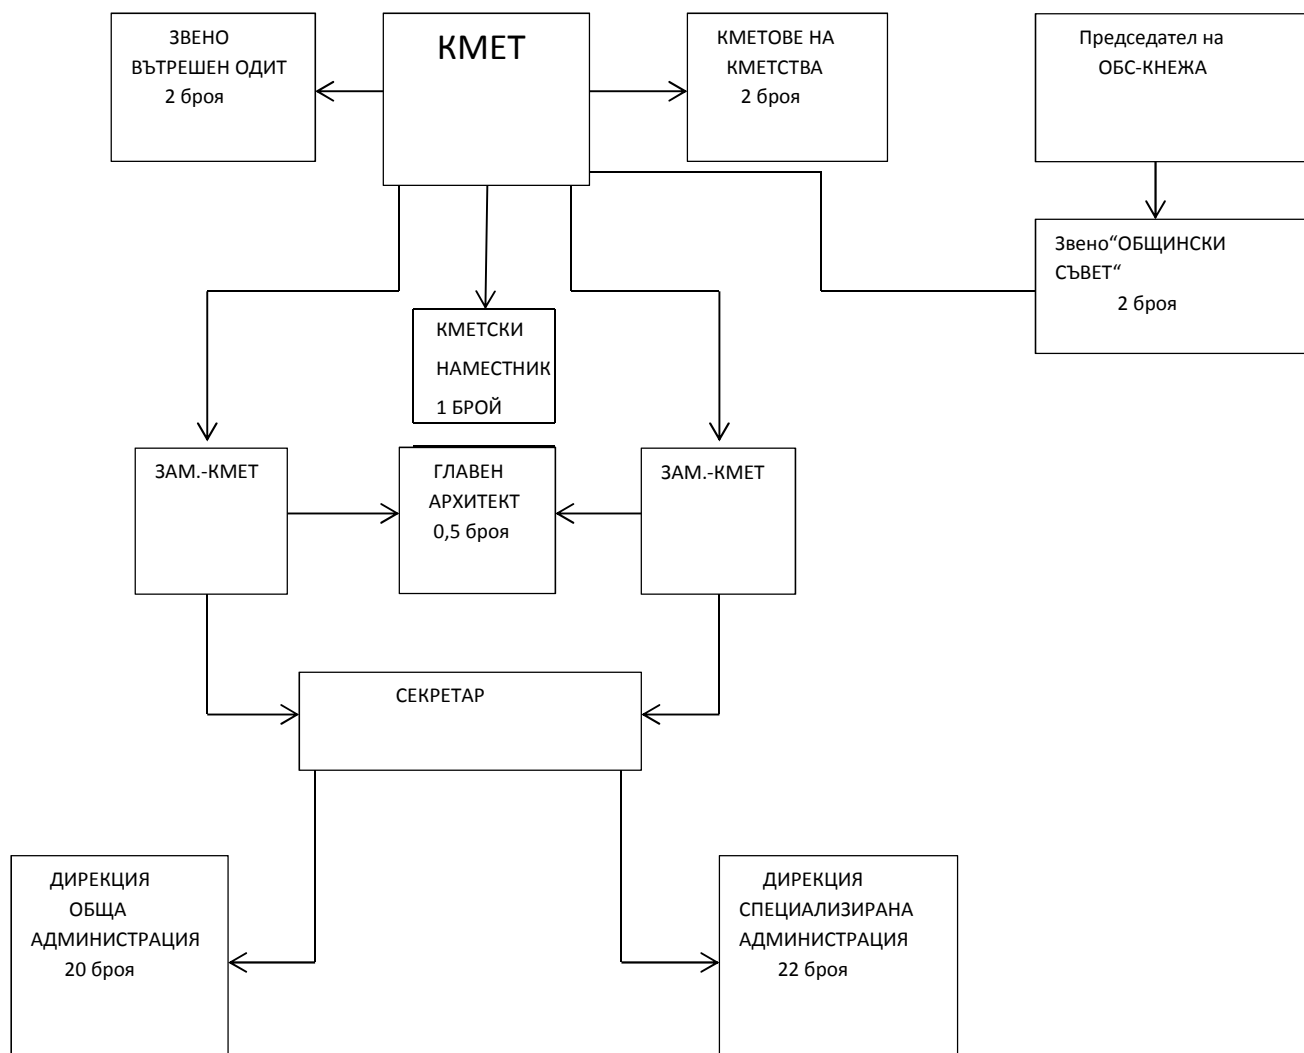 ЗВЕНО
ВЪТРЕШЕН ОДИТ
2 броя
КМЕТ
КМЕТОВЕ НА
КМЕТСТВА
2 броя
Председател на
ОБС-КНЕЖА
Звено“ОБЩИНСКИ
СЪВЕТ“
2 броя
КМЕТСКИ
НАМЕСТНИК
1 БРОЙ
ЗАМ.-КМЕТ
ГЛАВЕН
АРХИТЕКТ
0,5 броя
ЗАМ.-КМЕТ
СЕКРЕТАР
ДИРЕКЦИЯ
ОБЩА
АДМИНИСТРАЦИЯ
20 броя
ДИРЕКЦИЯ
СПЕЦИАЛИЗИРАНА
АДМИНИСТРАЦИЯ
22 броя